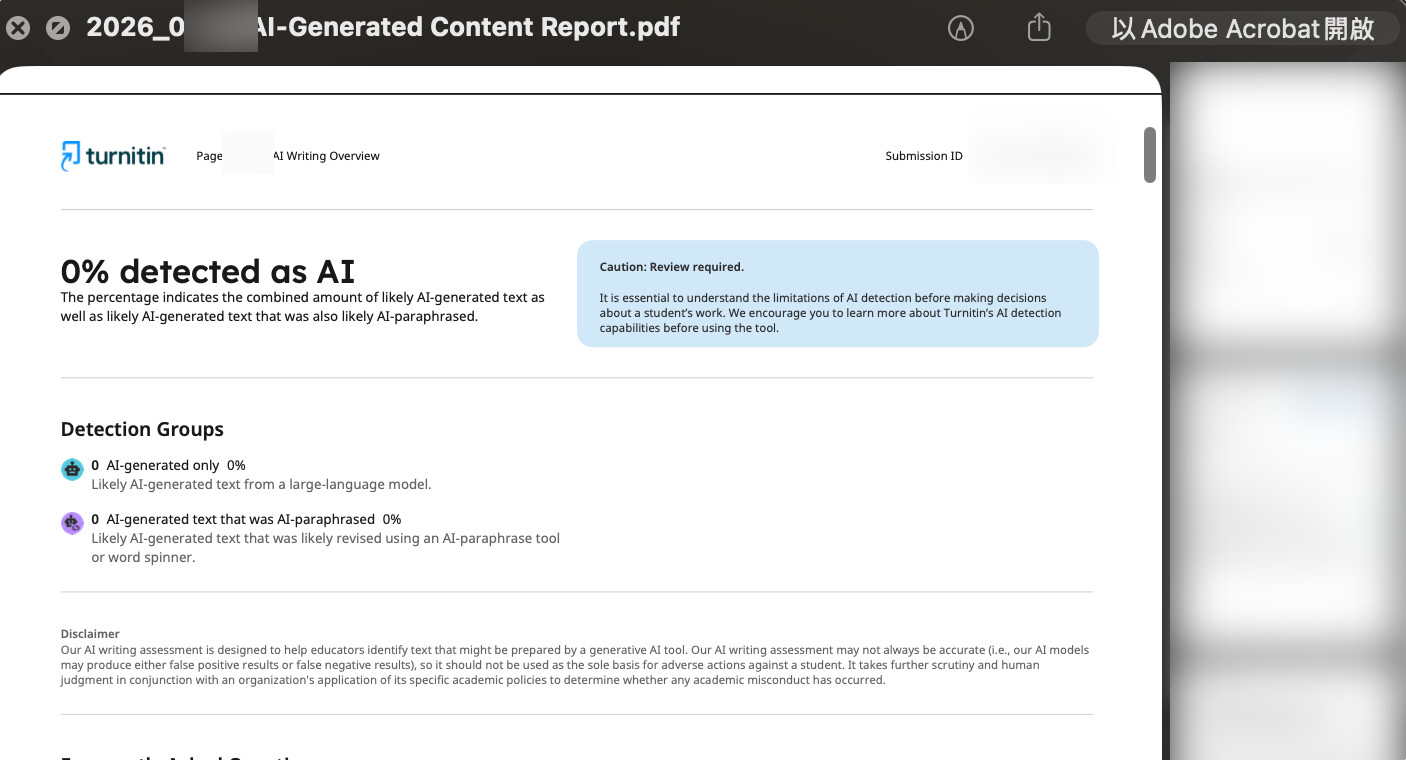 2026_0 AI-Generated Content Report.pdf
以 Adobe Acrobat 開啟
turnitin
Page AI Writing Overview
Submission ID
0% detected as AI
The percentage indicates the combined amount of likely AI-generated text as
well as likely AI-generated text that was also likely AI-paraphrased.
Caution: Review required.
It is essential to understand the limitations of AI detection before making decisions
about a student's work. We encourage you to learn more about Turnitin's AI detection
capabilities before using the tool.
Detection Groups
0 AI-generated only 0%
Likely AI-generated text from a large-language model.
0 AI-generated text that was AI-paraphrased 0%
Likely AI-generated text that was likely revised using an AI-paraphrase tool
or word spinner.
Disclaimer
Our AI writing assessment is designed to help educators identify text that might be prepared by a generative AI tool. Our AI writing assessment may not always be accurate (i.e., our AI models
may produce either false positive results or false negative results), so it should not be used as the sole basis for adverse actions against a student. It takes further scrutiny and human
judgment in conjunction with an organization's application of its specific academic policies to determine whether any academic misconduct has occurred.